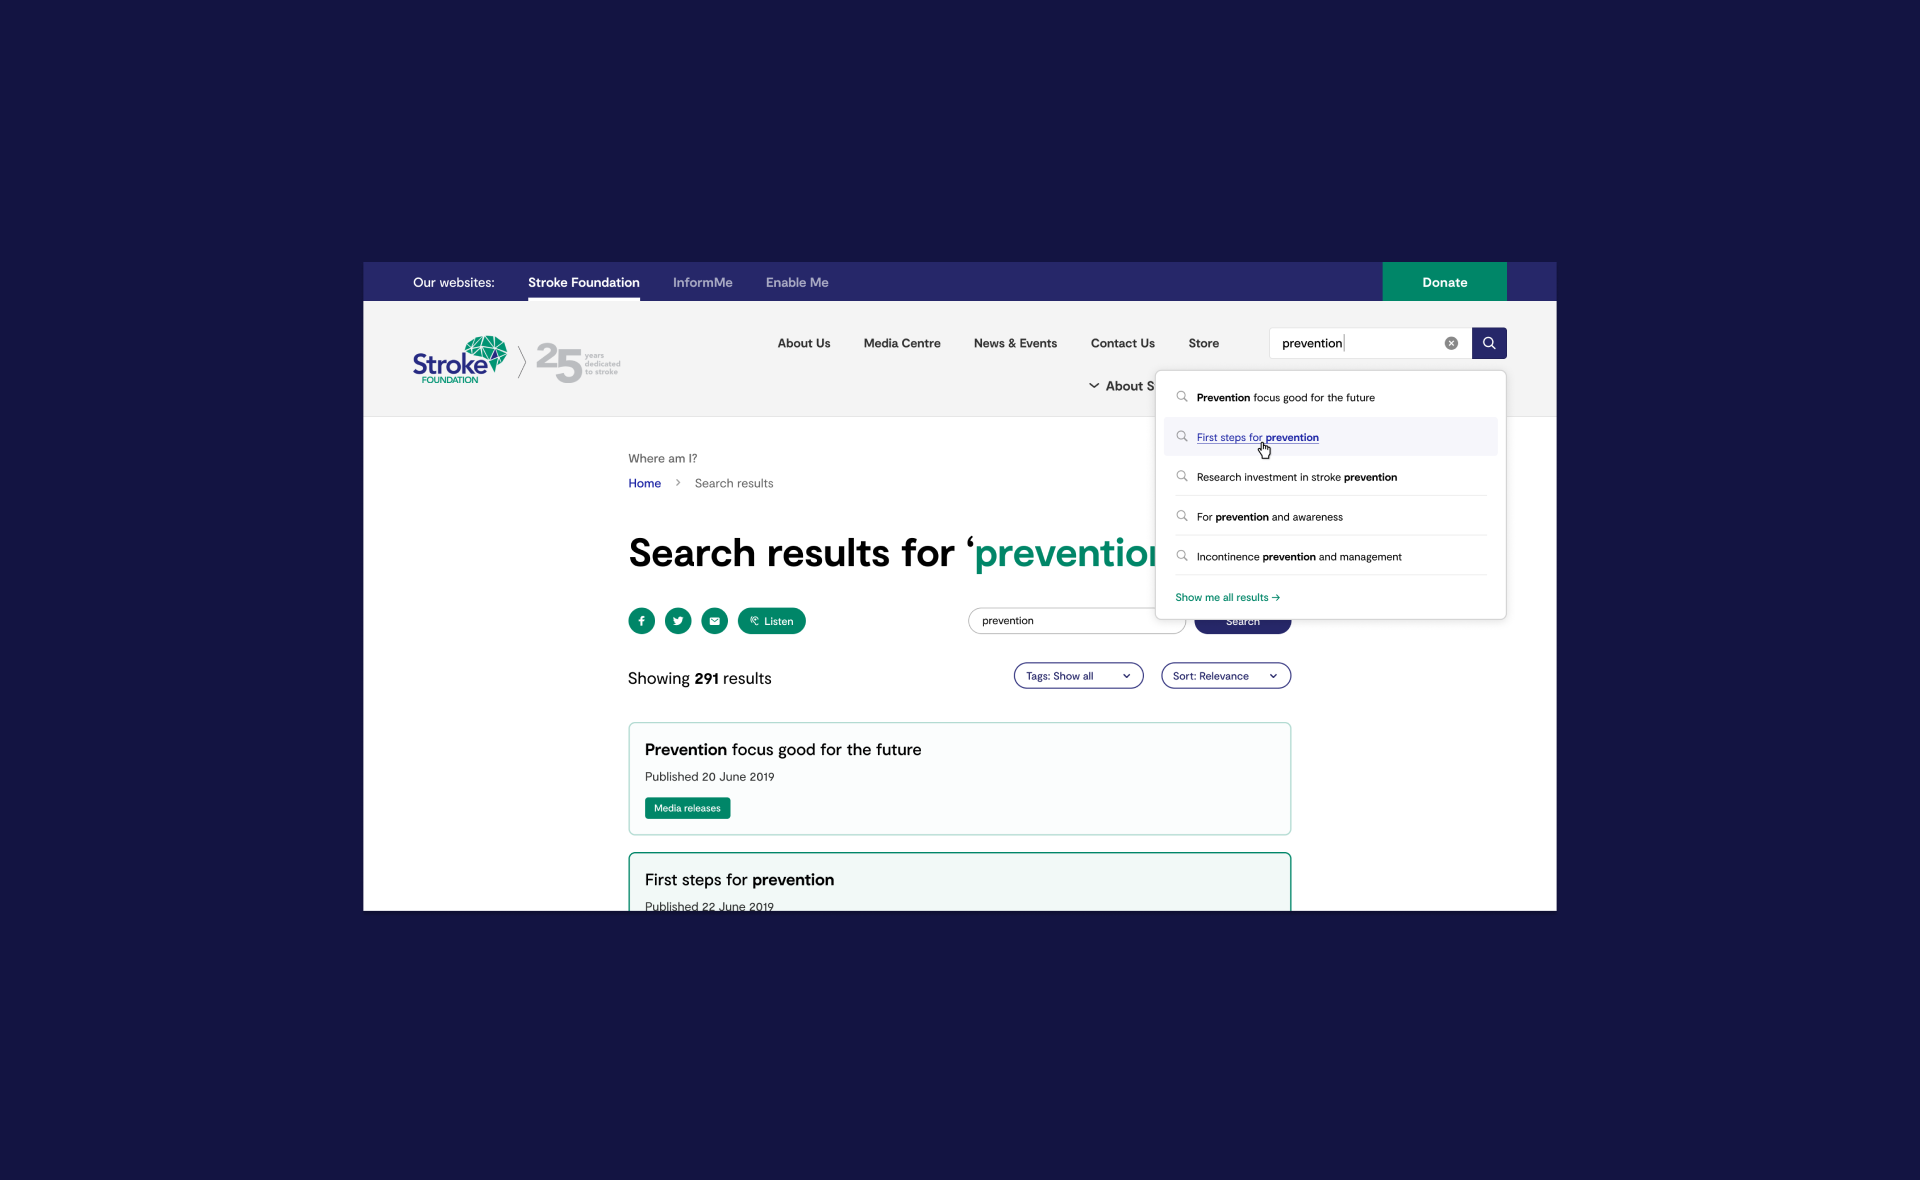 Our websites: Stroke Foundation InformMe Enable Me Donate
Stroke FOUNDATION 25 years dedicated to stroke
About Us Media Centre News & Events Contact Us Store
prevention
About S
Prevention focus good for the future
First steps for prevention
Research investment in stroke prevention
For prevention and awareness
Incontinence prevention and management
Show me all results →
Where am I?
Home > Search results
Search results for ‘prevention
Listen
prevention Search
Showing 291 results
Tags: Show all Sort: Relevance
Prevention focus good for the future
Published 20 June 2019
Media releases
First steps for prevention
Published 22 June 2019